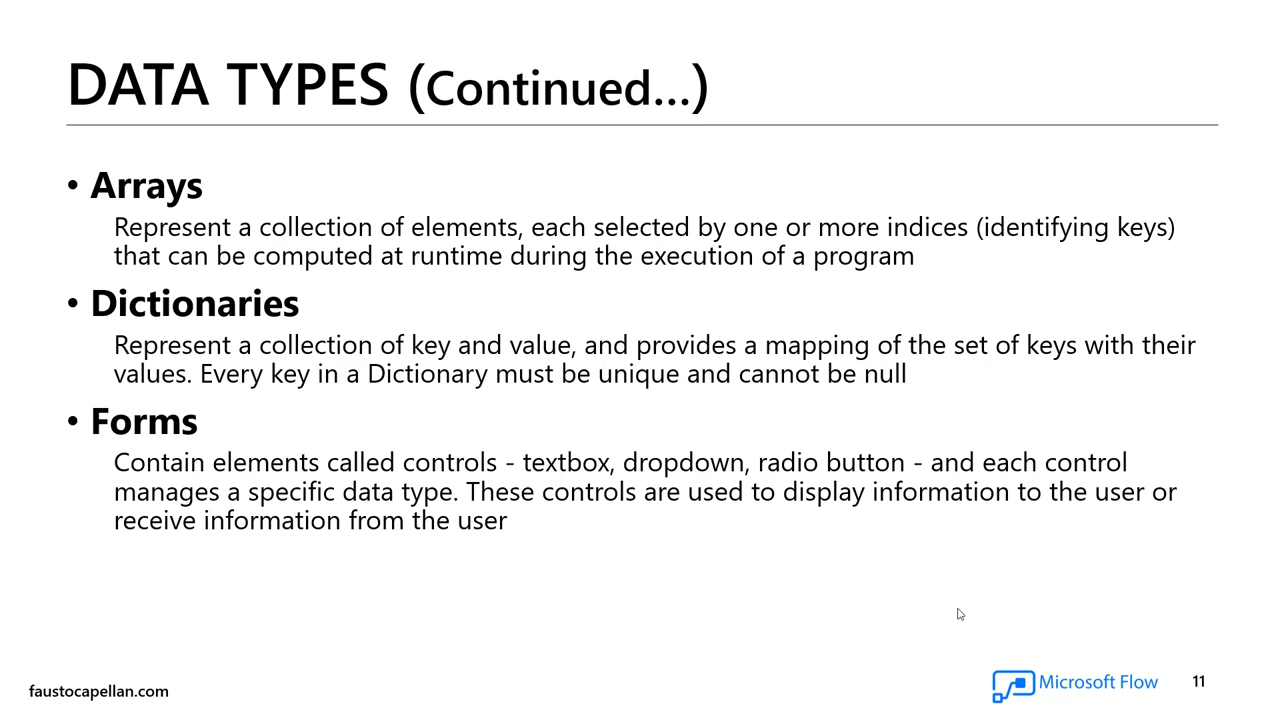 DATA TYPES (Continued...)
• Arrays
Represent a collection of elements, each selected by one or more indices (identifying keys)
that can be computed at runtime during the execution of a program
• Dictionaries
Represent a collection of key and value, and provides a mapping of the set of keys with their
values. Every key in a Dictionary must be unique and cannot be null
• Forms
Contain elements called controls - textbox, dropdown, radio button - and each control
manages a specific data type. These controls are used to display information to the user or
receive information from the user
faustocapellan.com
Microsoft Flow
11